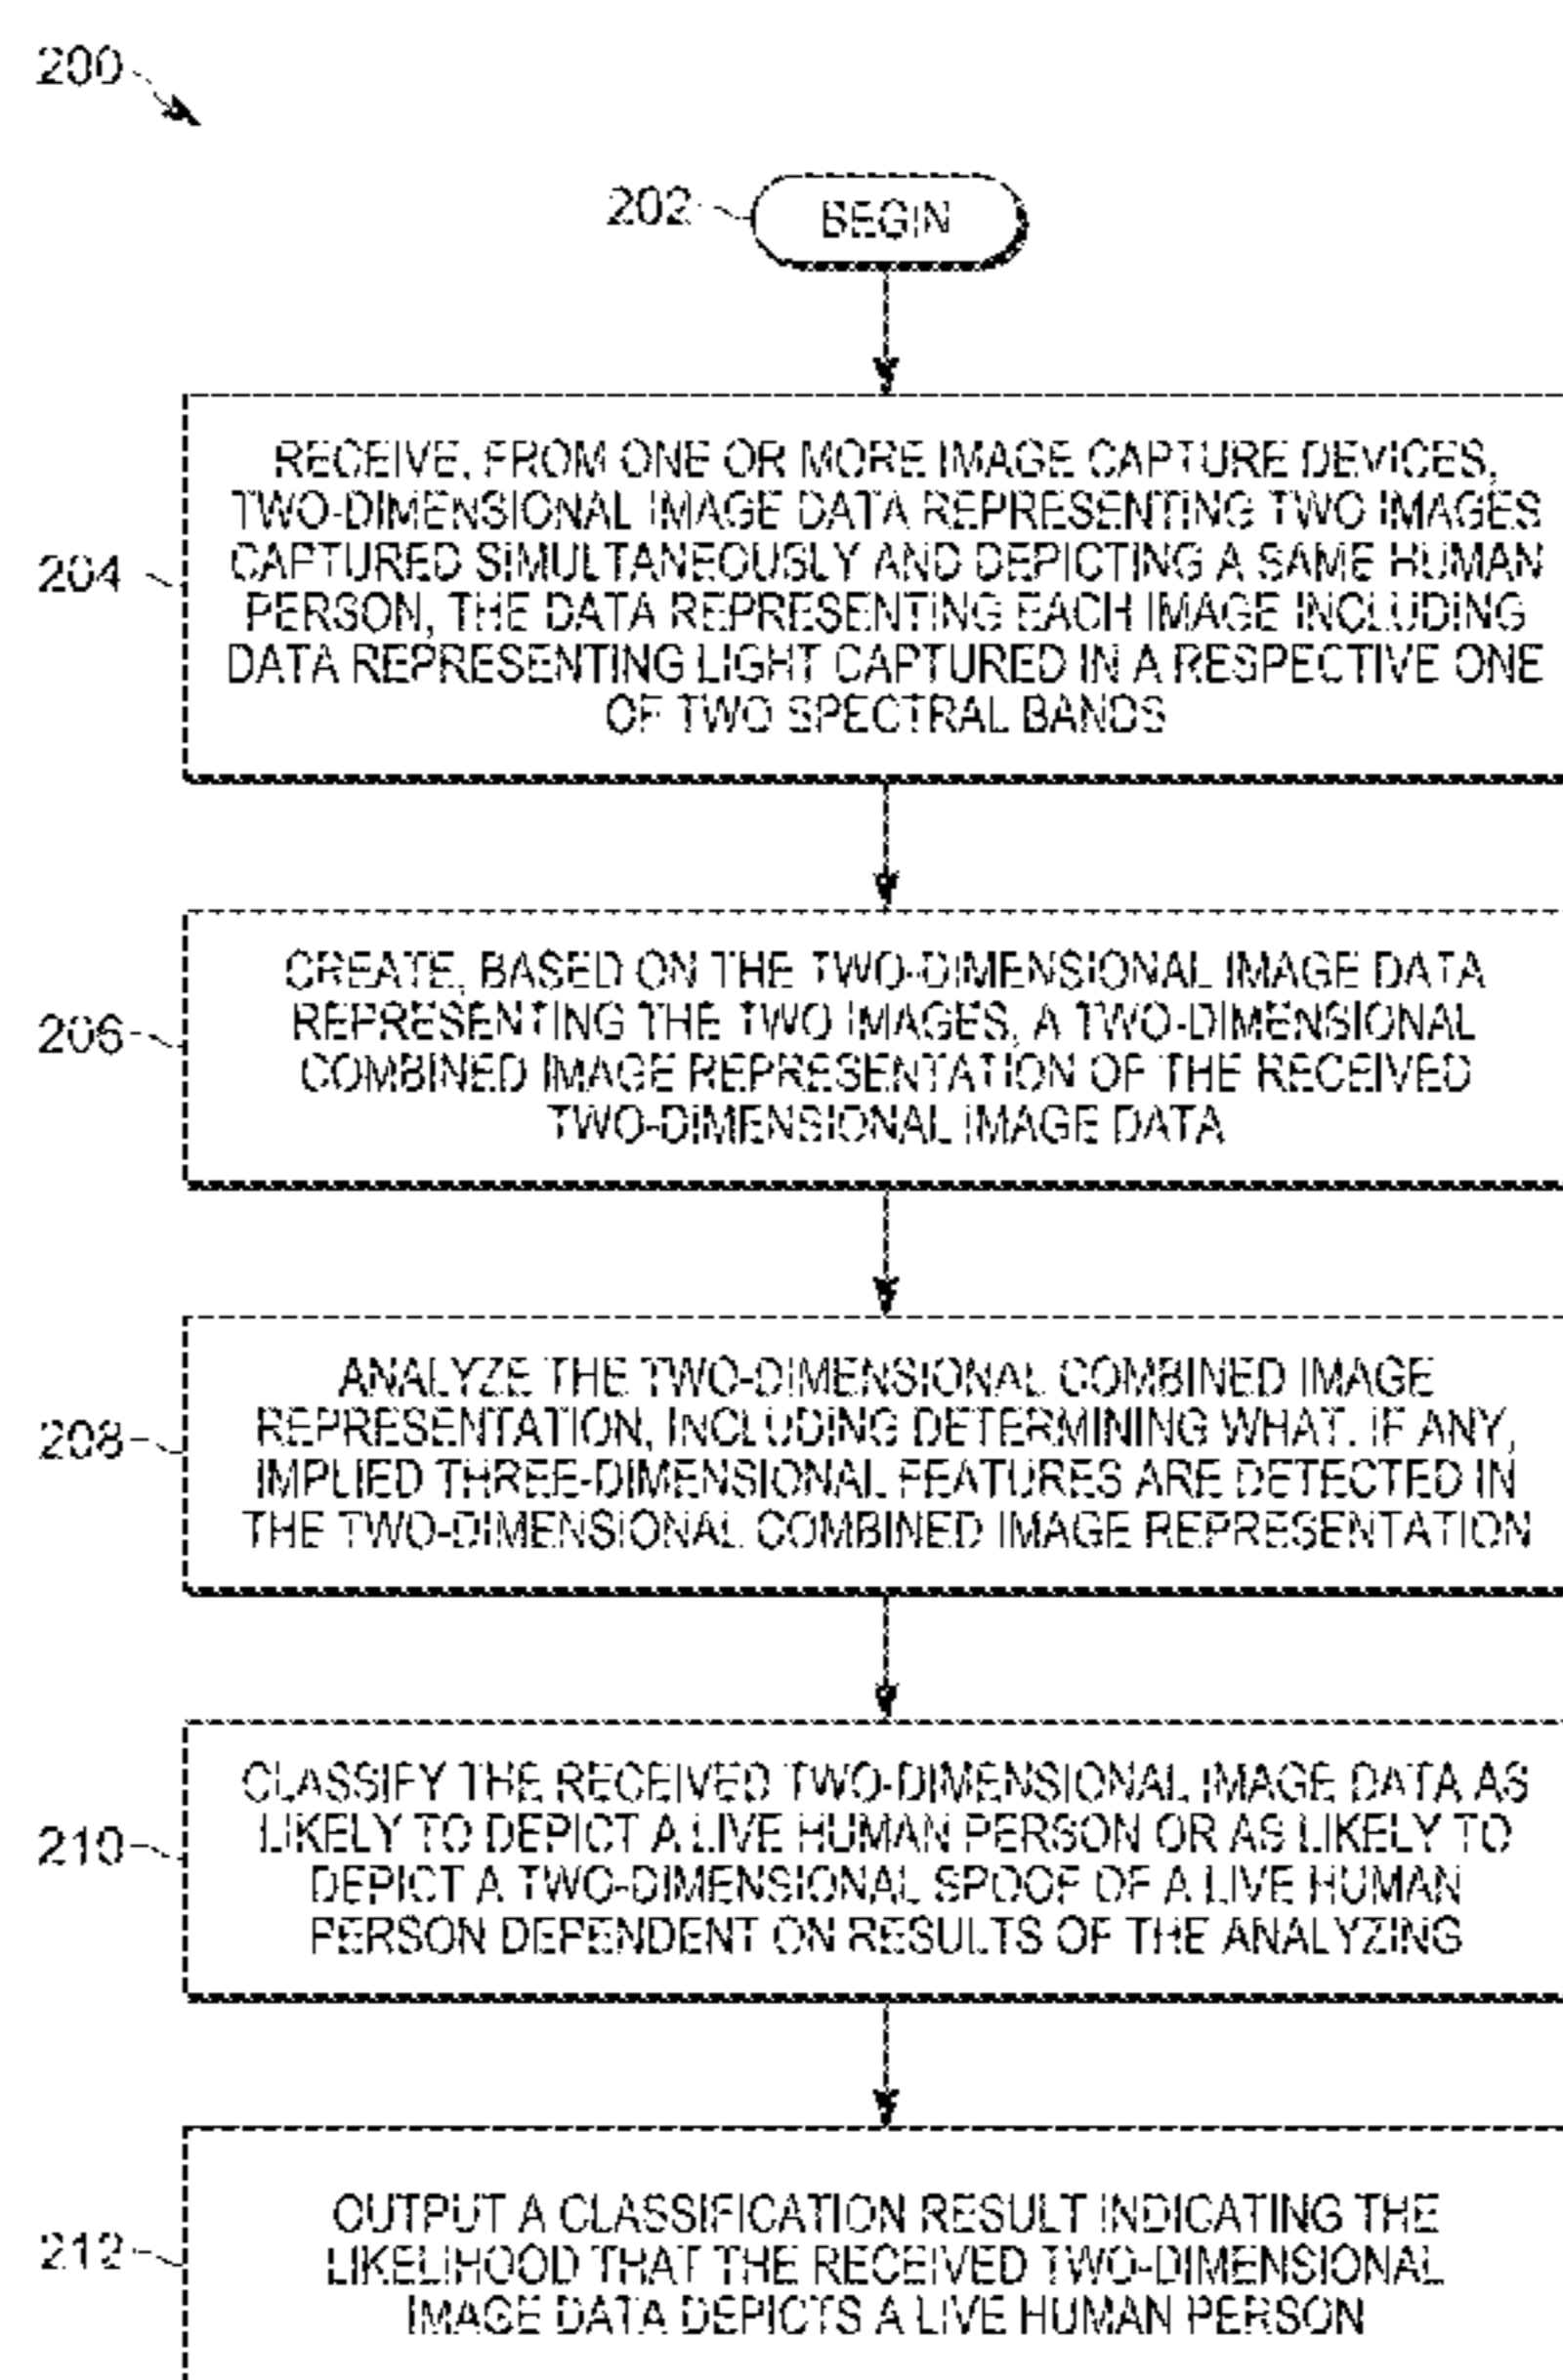 200
202
BEGIN
204
RECEIVE, FROM ONE OR MORE IMAGE CAPTURE DEVICES,
TWO-DIMENSIONAL IMAGE DATA REPRESENTING TWO IMAGES
CAPTURED SIMULTANEOUSLY AND DEPICTING A SAME HUMAN
PERSON, THE DATA REPRESENTING EACH IMAGE INCLUDING
DATA REPRESENTING LIGHT CAPTURED IN A RESPECTIVE ONE
OF TWO SPECTRAL BANDS
206
CREATE, BASED ON THE TWO-DIMENSIONAL IMAGE DATA
REPRESENTING THE TWO IMAGES, A TWO-DIMENSIONAL
COMBINED IMAGE REPRESENTATION OF THE RECEIVED
TWO-DIMENSIONAL IMAGE DATA
208
ANALYZE THE TWO-DIMENSIONAL COMBINED IMAGE
REPRESENTATION, INCLUDING DETERMINING WHAT, IF ANY,
IMPLIED THREE-DIMENSIONAL FEATURES ARE DETECTED IN
THE TWO-DIMENSIONAL COMBINED IMAGE REPRESENTATION
210
CLASSIFY THE RECEIVED TWO-DIMENSIONAL IMAGE DATA AS
LIKELY TO DEPICT A LIVE HUMAN PERSON OR AS LIKELY TO
DEPICT A TWO-DIMENSIONAL SPOOF OF A LIVE HUMAN
PERSON DEPENDENT ON RESULTS OF THE ANALYZING
212
OUTPUT A CLASSIFICATION RESULT INDICATING THE
LIKELIHOOD THAT THE RECEIVED TWO-DIMENSIONAL
IMAGE DATA DEPICTS A LIVE HUMAN PERSON